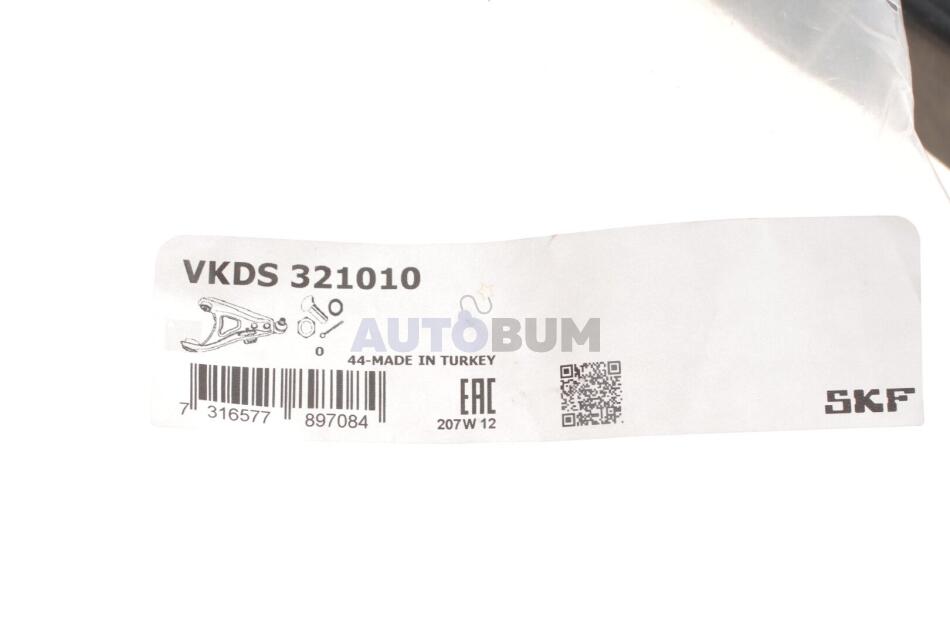 VKDS 321010
0
AUTOBUM
44-MADE IN TURKEY
7 316577 897084
EAC
207W 12
SKF